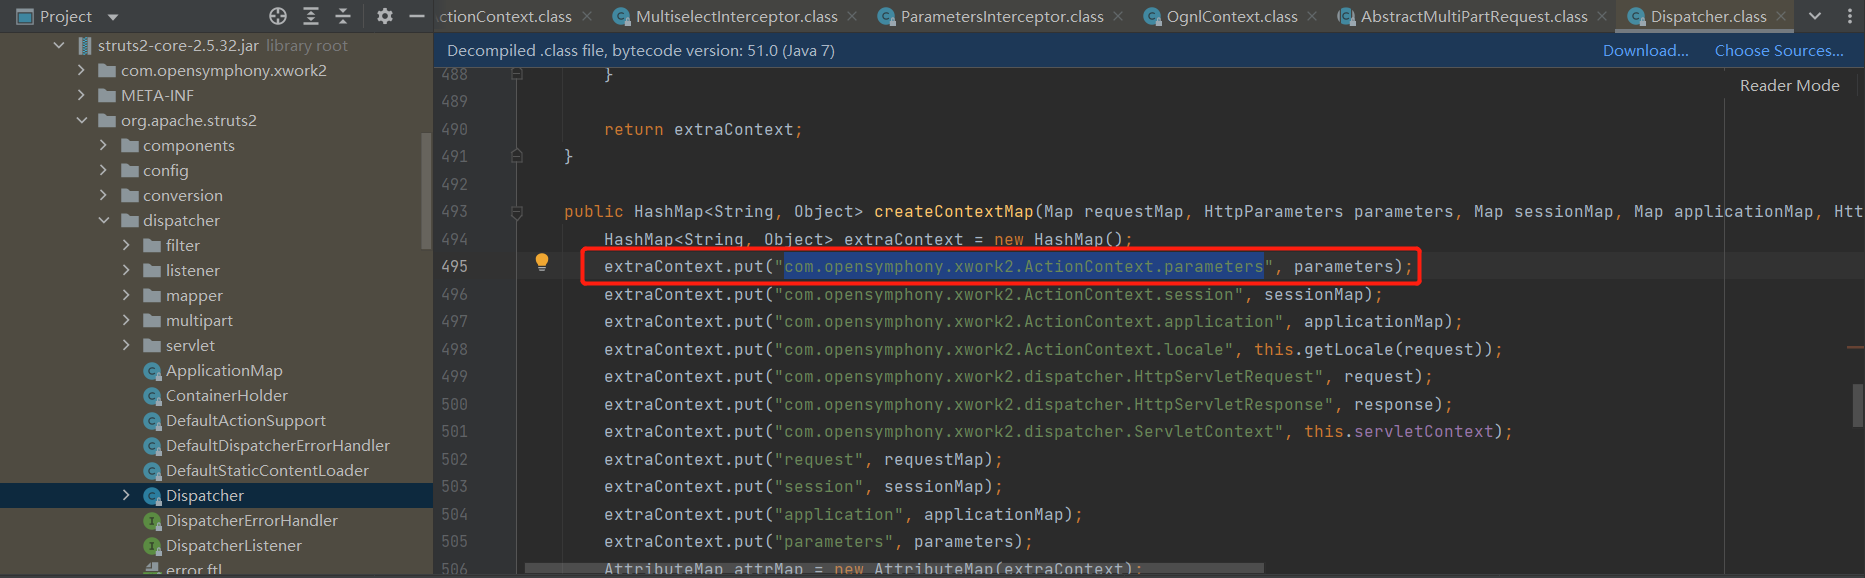 Project
struts2-core-2.5.32.jar library root
com.opensymphony.xwork2
META-INF
org.apache.struts2
components
config
conversion
dispatcher
filter
listener
mapper
multipart
servlet
ApplicationMap
ContainerHolder
DefaultActionSupport
DefaultDispatcherErrorHandler
DefaultStaticContentLoader
Dispatcher
DispatcherErrorHandler
DispatcherListener
error.ftl
ctionContext.class MultiselectInterceptor.class ParametersInterceptor.class OgnlContext.class AbstractMultiPartRequest.class Dispatcher.class
Decompiled .class file, bytecode version: 51.0 (Java 7) Download... Choose Sources...
Reader Mode
488 }
489
490 return extraContext;
491 }
492
493 public HashMap<String, Object> createContextMap(Map requestMap, HttpParameters parameters, Map sessionMap, Map applicationMap, Htt
494 HashMap<String, Object> extraContext = new HashMap();
495 extraContext.put("com.opensymphony.xwork2.ActionContext.parameters", parameters);
496 extraContext.put("com.opensymphony.xwork2.ActionContext.session", sessionMap);
497 extraContext.put("com.opensymphony.xwork2.ActionContext.application", applicationMap);
498 extraContext.put("com.opensymphony.xwork2.ActionContext.locale", this.getLocale(request));
499 extraContext.put("com.opensymphony.xwork2.dispatcher.HttpServletRequest", request);
500 extraContext.put("com.opensymphony.xwork2.dispatcher.HttpServletResponse", response);
501 extraContext.put("com.opensymphony.xwork2.dispatcher.ServletContext", this.servletContext);
502 extraContext.put("request", requestMap);
503 extraContext.put("session", sessionMap);
504 extraContext.put("application", applicationMap);
505 extraContext.put("parameters", parameters);
506 AttributeMap attrMap = new AttributeMap(extraContext);